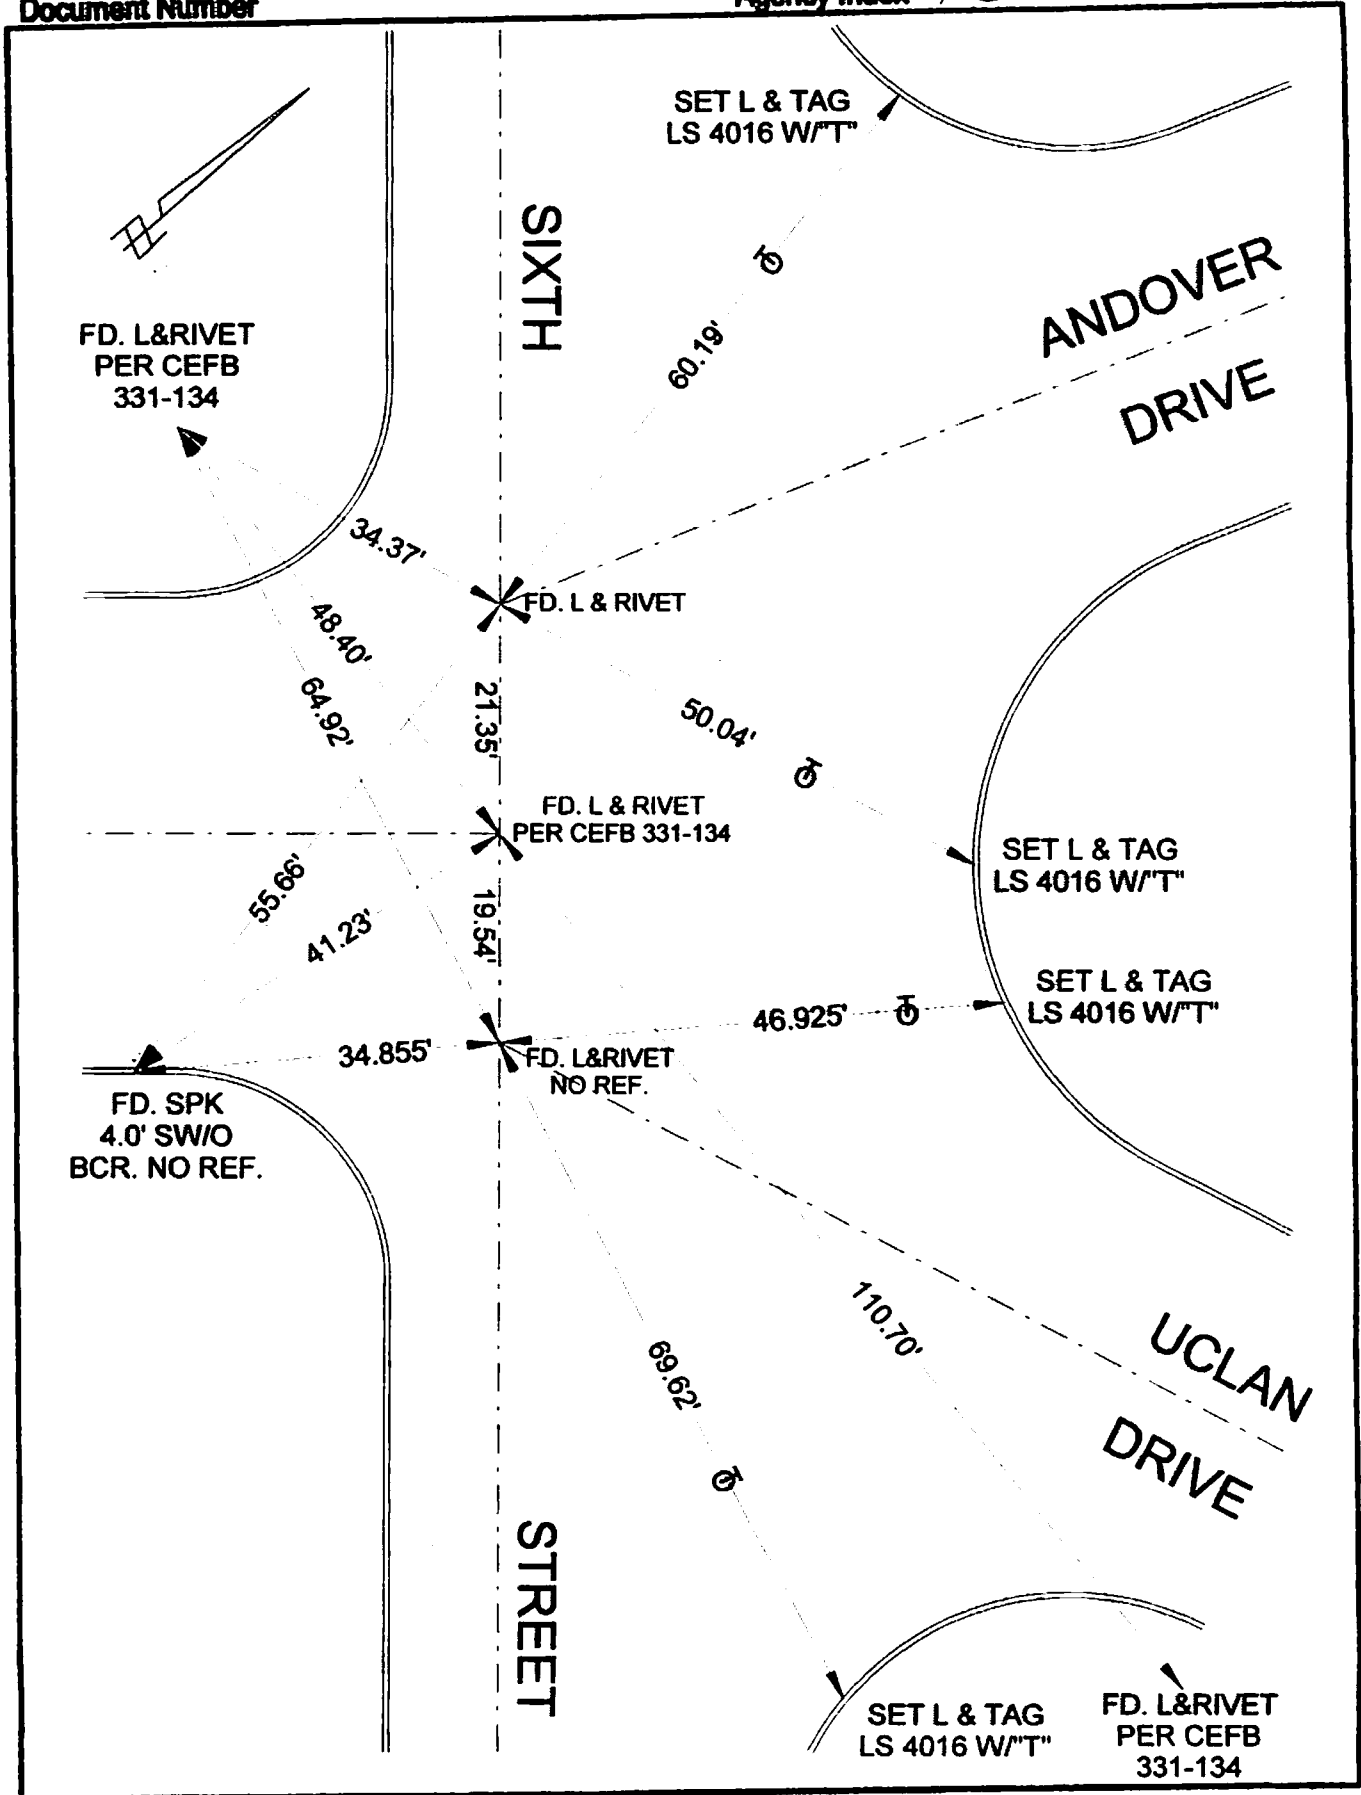 Document Number
Agency Index
SET L & TAG
LS 4016 W/"T"
SIXTH
ANDOVER
DRIVE
60.19'
FD. L&RIVET
PER CEFB
331-134
34.37'
FD. L & RIVET
48.40'
64.92'
21.35'
50.04'
FD. L & RIVET
PER CEFB 331-134
SET L & TAG
LS 4016 W/"T"
55.66'
41.23'
19.54'
SET L & TAG
LS 4016 W/"T"
46.925'
34.855'
FD. L&RIVET
NO REF.
FD. SPK
4.0' SW/O
BCR. NO REF.
110.70'
69.62'
UCLAN
DRIVE
STREET
SET L & TAG
LS 4016 W/"T"
FD. L&RIVET
PER CEFB
331-134